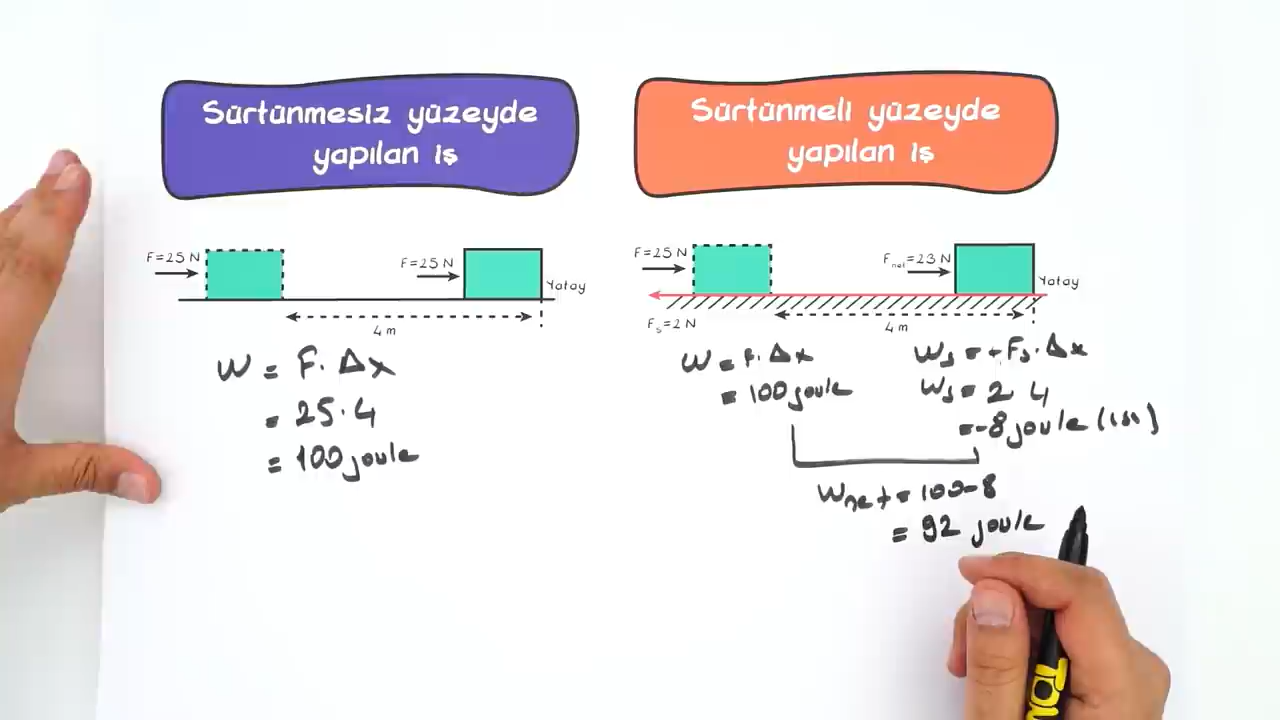 Sürtünmesiz yüzeyde
yapılan iş
F=25 N
F=25 N
Yatay
4 m
W = F. Δx
= 25.4
= 100 joule
Sürtünmeli yüzeyde
yapılan iş
F=25 N
Fnet=23 N
Yatay
Fs=2 N
4 m
W = F. Δx
= 100 joule
Ws = -Fs. Δx
Ws = 2 4
= -8 joule (ısı)
Wnet = 100-8
= 92 joule